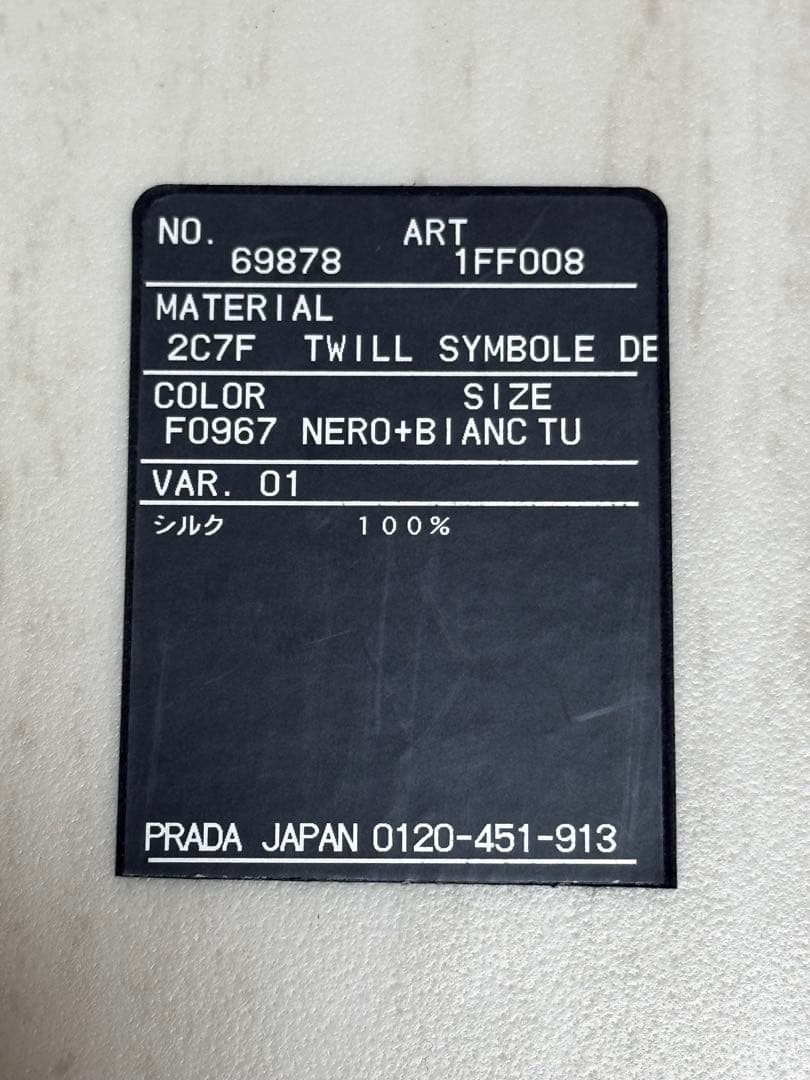 NO. ART
69878 1FF008
MATERIAL
2C7F TWILL SYMBOLE DE
COLOR SIZE
F0967 NERO+BIANC TU
VAR. 01
シルク 100%
PRADA JAPAN 0120-451-913